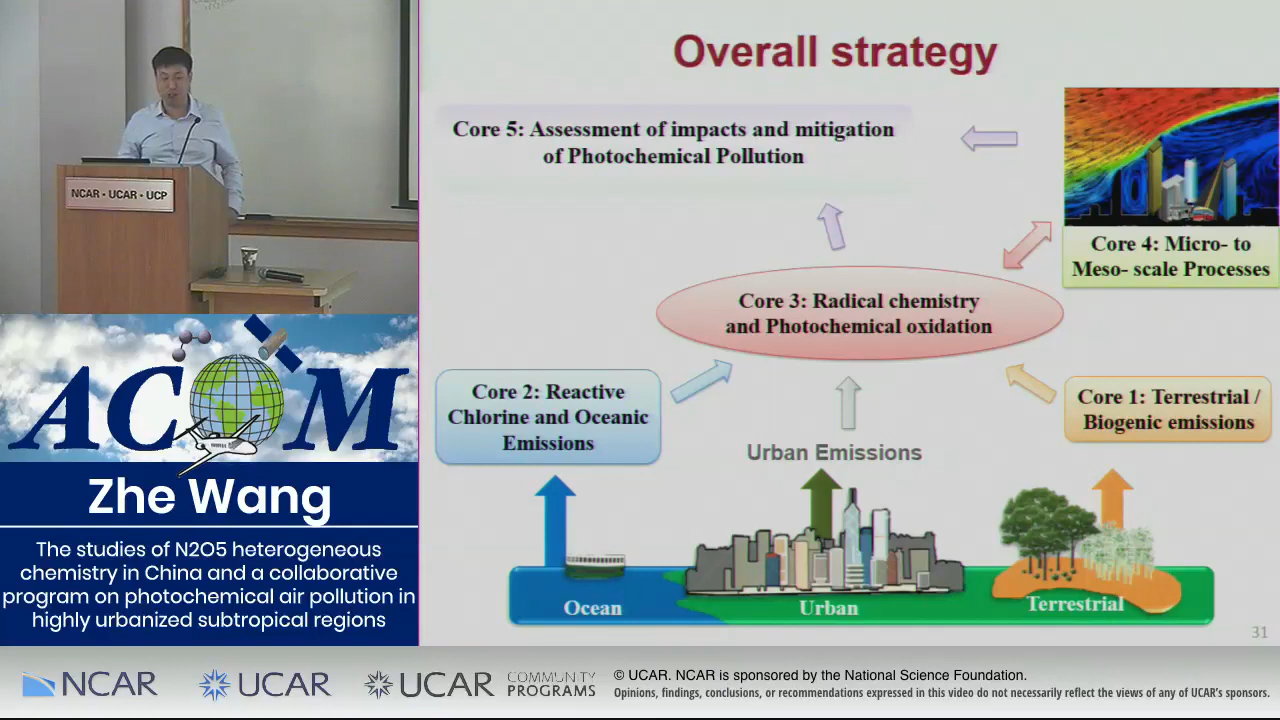 NCAR • UCAR • UCP
ACOM
Zhe Wang
The studies of N2O5 heterogeneous
chemistry in China and a collaborative
program on photochemical air pollution in
highly urbanized subtropical regions
Overall strategy
Core 5: Assessment of impacts and mitigation
of Photochemical Pollution
Core 4: Micro- to
Meso- scale Processes
Core 3: Radical chemistry
and Photochemical oxidation
Core 2: Reactive
Chlorine and Oceanic
Emissions
Urban Emissions
Core 1: Terrestrial /
Biogenic emissions
Ocean
Urban
Terrestrial
31
NCAR
UCAR
UCAR
COMMUNITY
PROGRAMS
© UCAR. NCAR is sponsored by the National Science Foundation.
Opinions, findings, conclusions, or recommendations expressed in this video do not necessarily reflect the views of any of UCAR's sponsors.